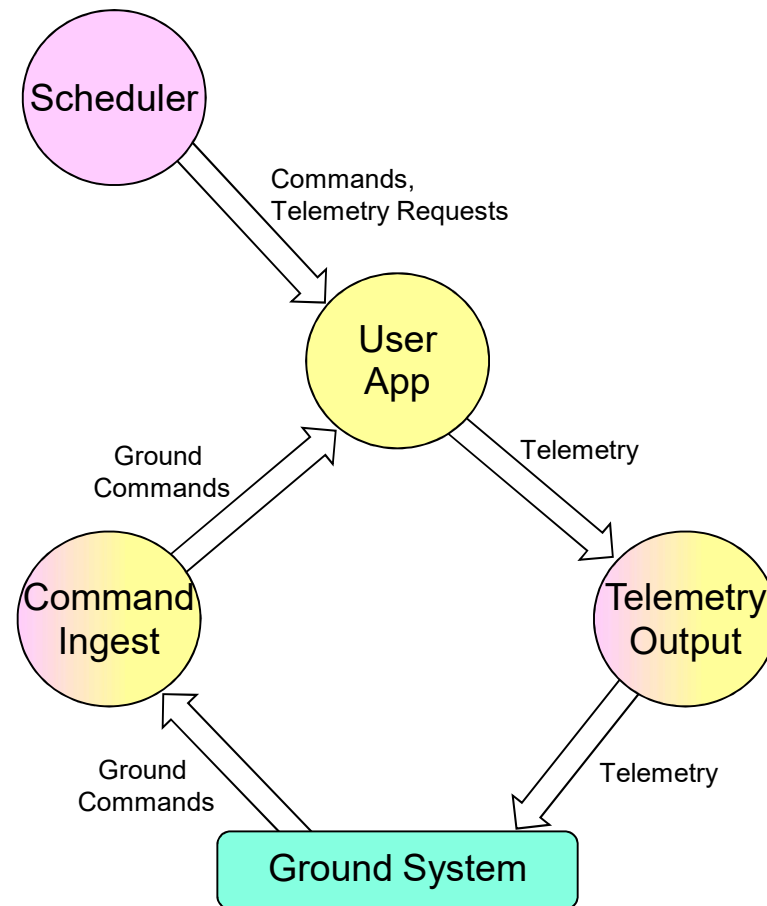 Scheduler
Commands,
Telemetry Requests
User
App
Ground
Commands
Telemetry
Command
Ingest
Telemetry
Output
Ground
Commands
Telemetry
Ground System